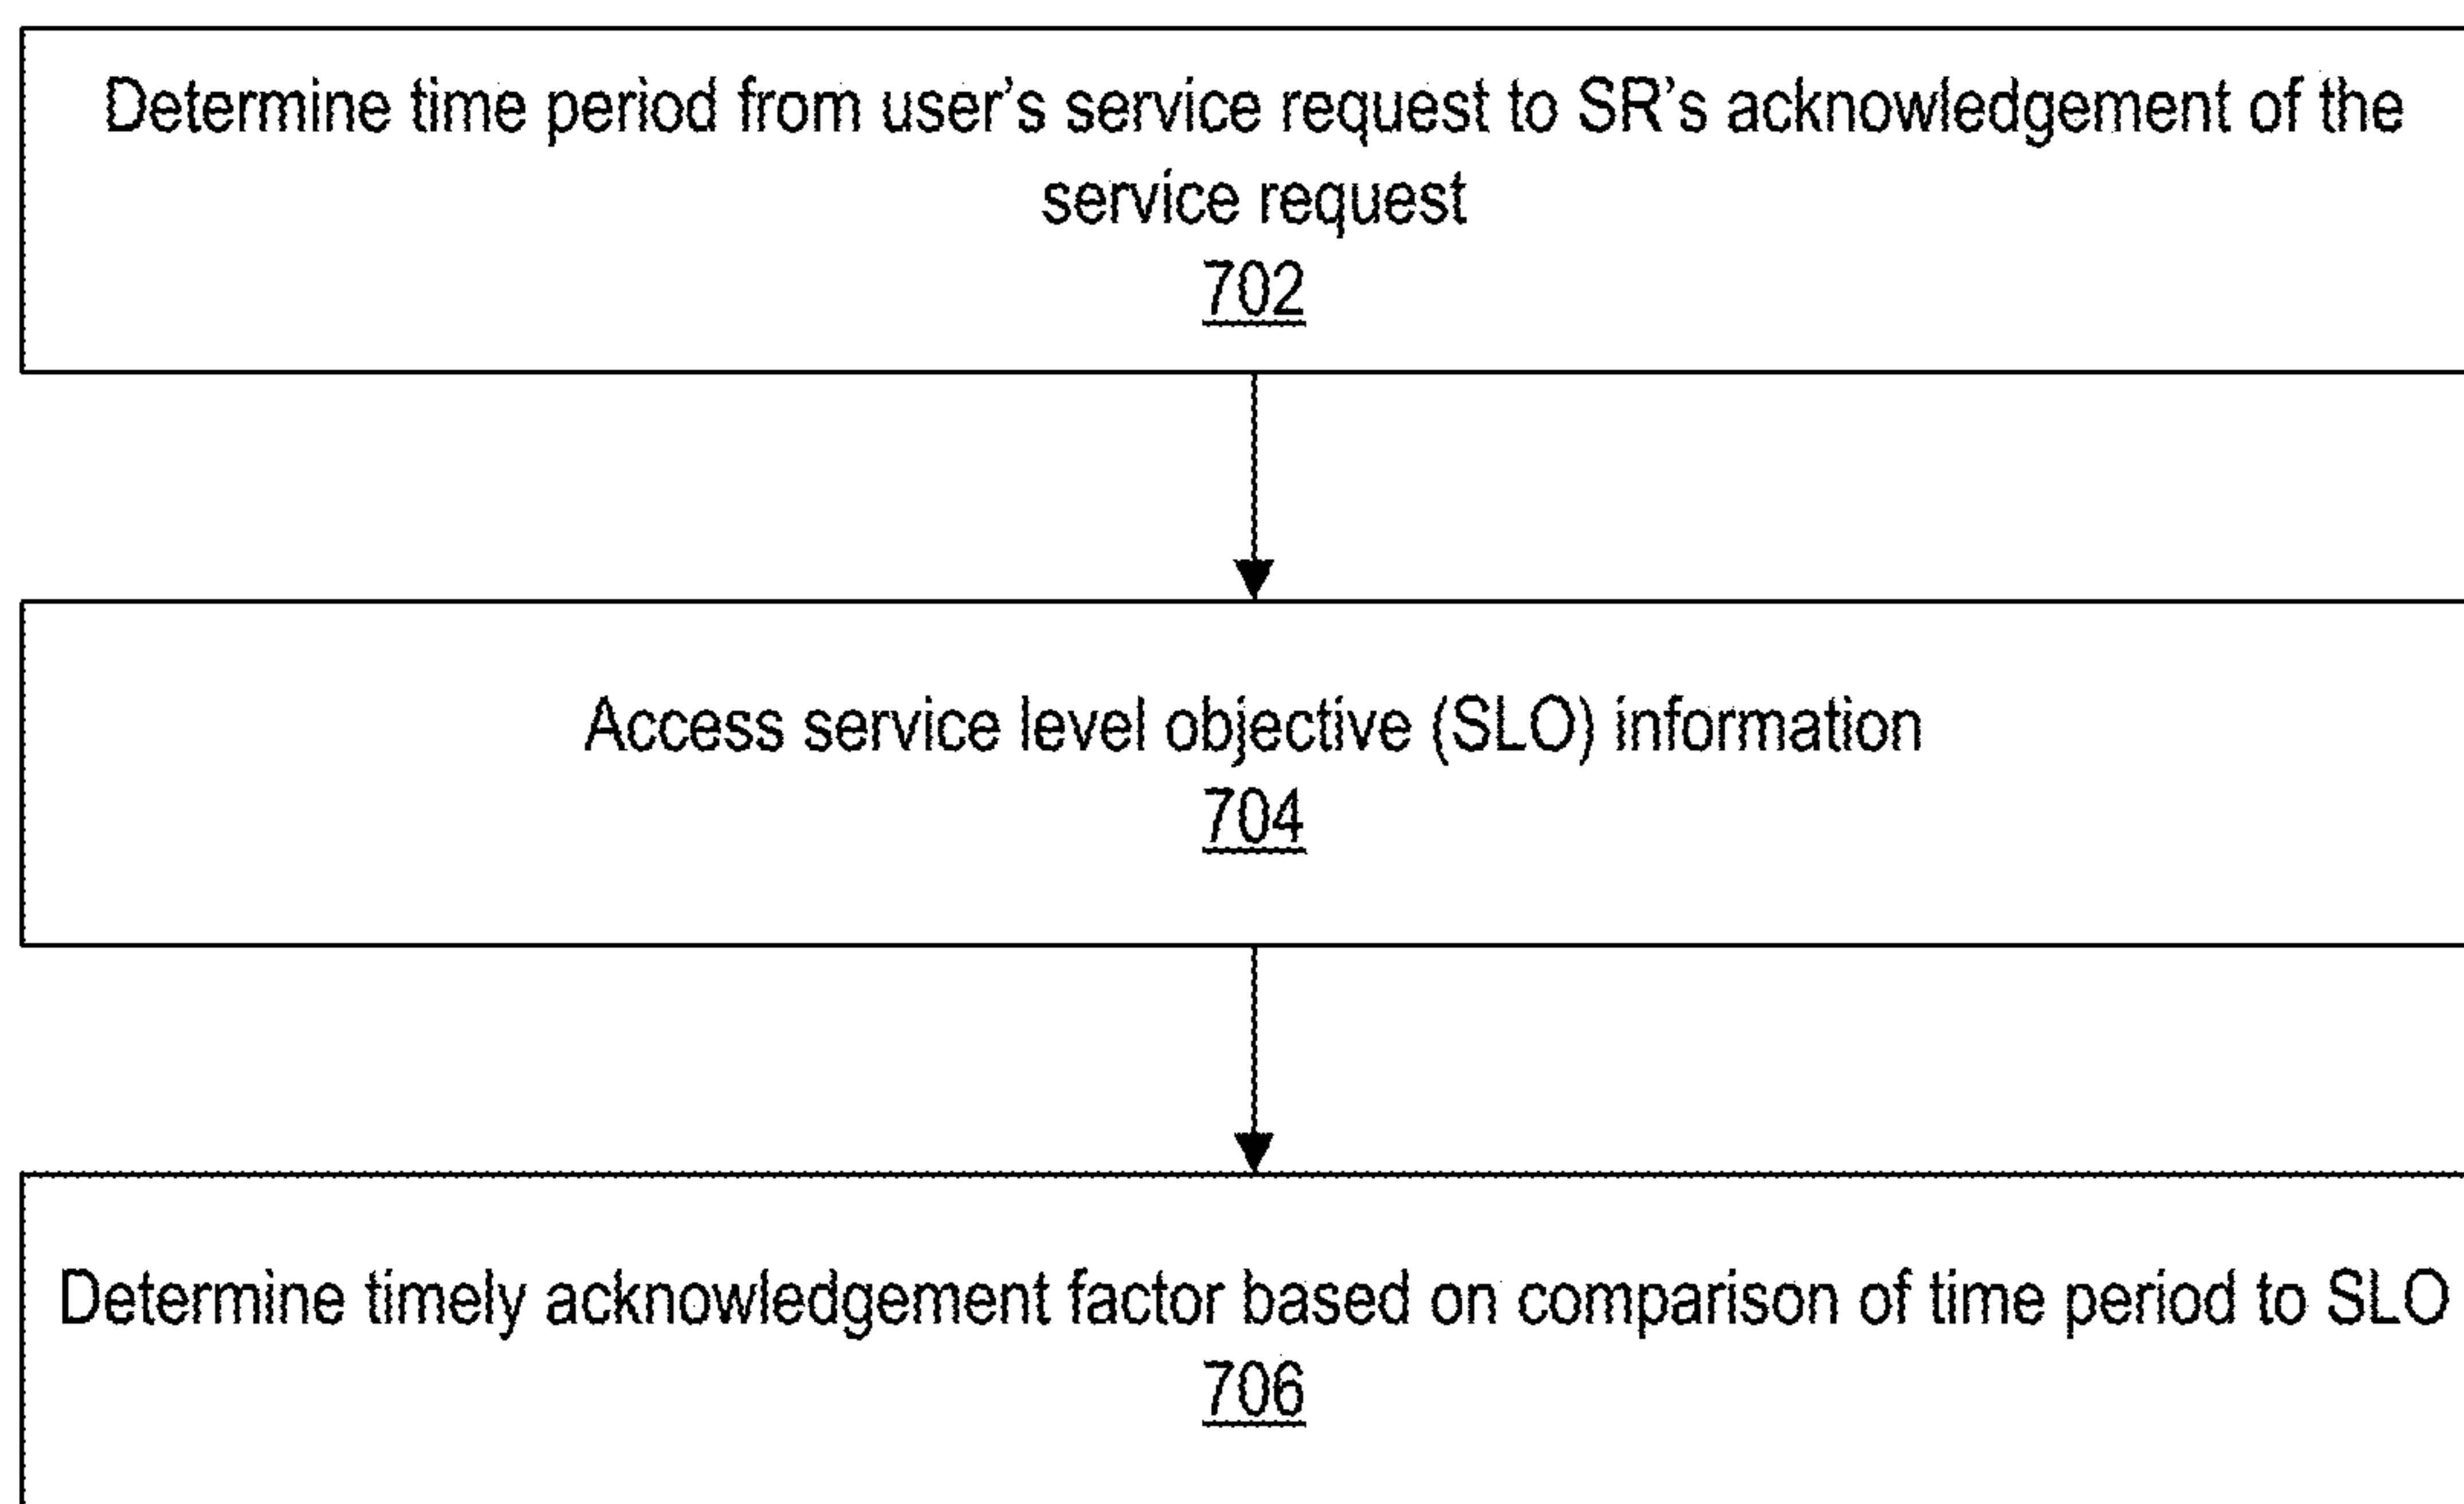 Determine time period from user's service request to SR's acknowledgement of the
service request
702
Access service level objective (SLO) information
704
Determine timely acknowledgement factor based on comparison of time period to SLO
706